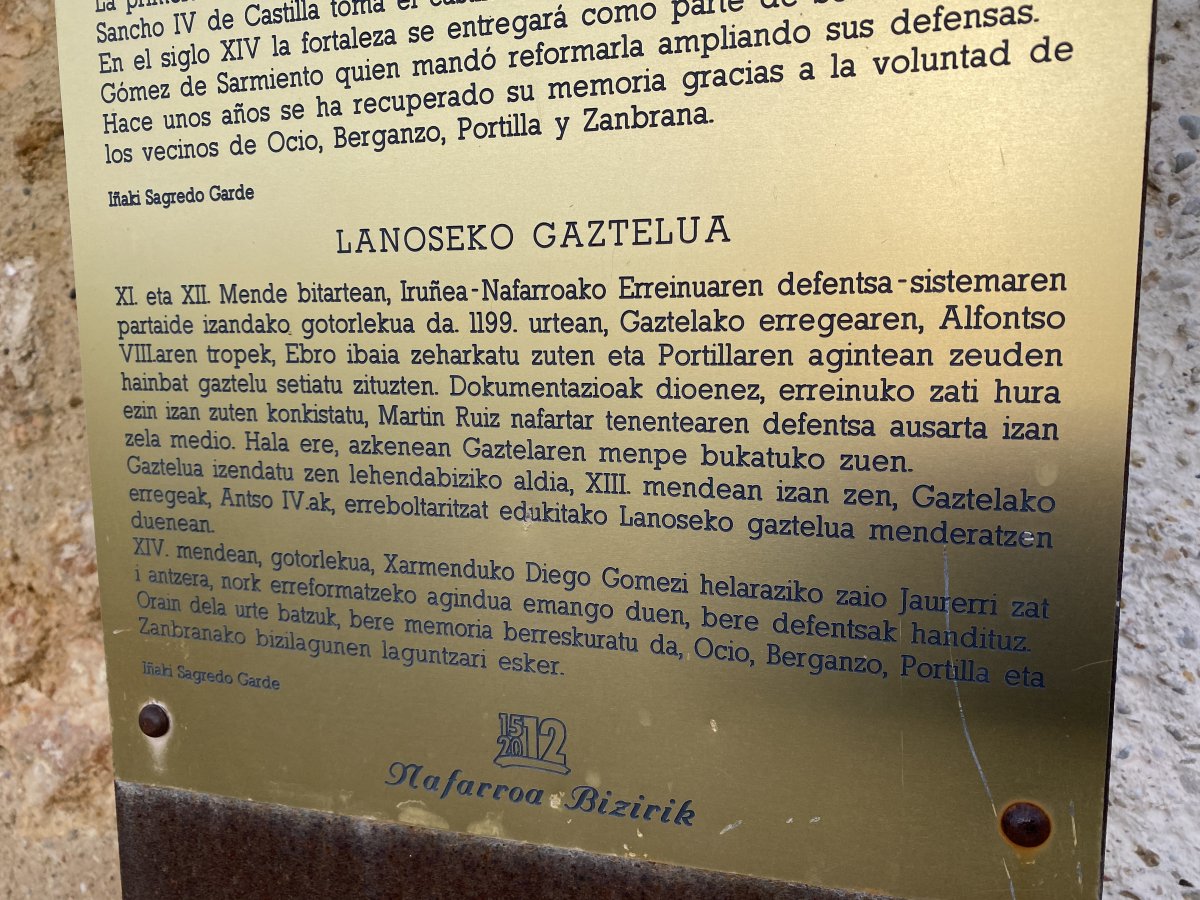 La
Sancho IV de Castilla toma el
En el siglo XIV la fortaleza se entregará como parte de
Gómez de Sarmiento quien mandó reformarla ampliando sus defensas.
Hace unos años se ha recuperado su memoria gracias a la voluntad de
los vecinos de Ocio, Berganzo, Portilla y Zanbrana.
Iñaki Sagredo Garde
LANOSEKO GAZTELUA
XI. eta XII. Mende bitartean, Iruñea-Nafarroako Erreinuaren defentsa-sistemaren
partaide izandako gotorlekua da. 1199. urtean, Gaztelako erregearen, Alfontso
VIII.aren tropek, Ebro ibaia zeharkatu zuten eta Portillaren agintean zeuden
hainbat gaztelu setiatu zituzten. Dokumentazioak dioenez, erreinuko zati hura
ezin izan zuten konkistatu, Martin Ruiz nafartar tenentearen defentsa ausarta izan
zela medio. Hala ere, azkenean Gaztelaren menpe bukatuko zuen.
Gaztelua izendatu zen lehendabiziko aldia, XIII. mendean izan zen, Gaztelako
erregeak, Antso IV.ak, erreboltaritzat edukitako Lanoseko gaztelua menderatzen
duenean.
XIV. mendean, gotorlekua, Xarmenduko Diego Gomezi helaraziko zaio Jaurerri zat
i antzera, nork erreformatzeko agindua emango duen, bere defentsak handituz.
Orain dela urte batzuk, bere memoria berreskuratu da, Ocio, Berganzo, Portilla eta
Zanbranako bizilagunen laguntzari esker.
Iñaki Sagredo Garde
1512
2012
Nafarroa Bizirik